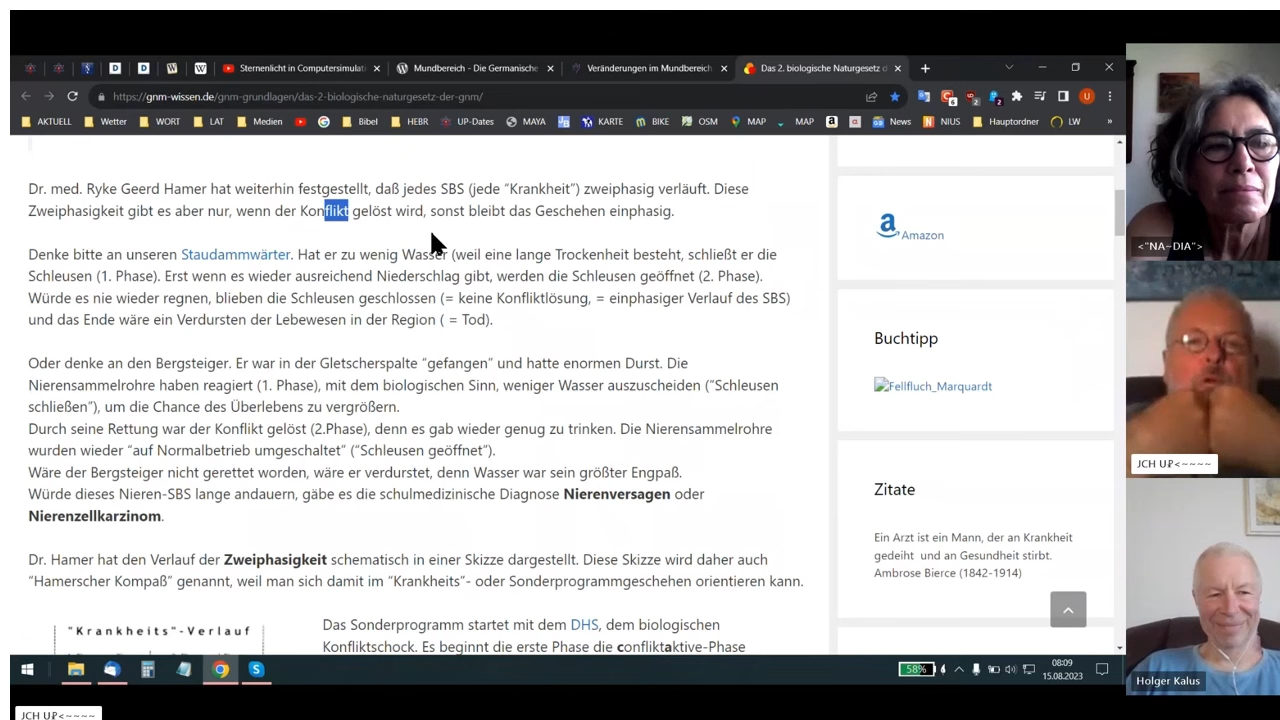 Sternenlicht in Computersimulat
Mundbereich - Die Germanische
Veränderungen im Mundbereich
Das 2. biologische Naturgesetz d
https://gnm-wissen.de/gnm-grundlagen/das-2-biologische-naturgesetz-der-gnm/
AKTUELL Wetter WORT LAT Medien Bibel HEBR UP-Dates MAYA KARTE BIKE OSM MAP MAP News NIUS Hauptordner LW »
Dr. med. Ryke Geerd Hamer hat weiterhin festgestellt, daß jedes SBS (jede “Krankheit”) zweiphasig verläuft. Diese
Zweiphasigkeit gibt es aber nur, wenn der Konflikt gelöst wird, sonst bleibt das Geschehen einphasig.
Denke bitte an unseren Staudammwärter. Hat er zu wenig Wasser (weil eine lange Trockenheit besteht, schließt er die
Schleusen (1. Phase). Erst wenn es wieder ausreichend Niederschlag gibt, werden die Schleusen geöffnet (2. Phase).
Würde es nie wieder regnen, blieben die Schleusen geschlossen (= keine Konfliktlösung, = einphasiger Verlauf des SBS)
und das Ende wäre ein Verdursten der Lebewesen in der Region ( = Tod).
Oder denke an den Bergsteiger. Er war in der Gletscherspalte “gefangen” und hatte enormen Durst. Die
Nierensammelrohre haben reagiert (1. Phase), mit dem biologischen Sinn, weniger Wasser auszuscheiden (“Schleusen
schließen”), um die Chance des Überlebens zu vergrößern.
Durch seine Rettung war der Konflikt gelöst (2.Phase), denn es gab wieder genug zu trinken. Die Nierensammelrohre
wurden wieder “auf Normalbetrieb umgeschaltet” (“Schleusen geöffnet”).
Wäre der Bergsteiger nicht gerettet worden, wäre er verdurstet, denn Wasser war sein größter Engpaß.
Würde dieses Nieren-SBS lange andauern, gäbe es die schulmedizinische Diagnose Nierenversagen oder
Nierenzellkarzinom.
Dr. Hamer hat den Verlauf der Zweiphasigkeit schematisch in einer Skizze dargestellt. Diese Skizze wird daher auch
“Hamerscher Kompaß” genannt, weil man sich damit im “Krankheits”- oder Sonderprogrammgeschehen orientieren kann.
"Krankheits"-Verlauf
Das Sonderprogramm startet mit dem DHS, dem biologischen
Konfliktschock. Es beginnt die erste Phase die confliktaktive-Phase
Amazon
Buchtipp
Fellfluch_Marquardt
Zitate
Ein Arzt ist ein Mann, der an Krankheit
gedeiht und an Gesundheit stirbt.
Ambrose Bierce (1842-1914)
58%
08:09
15.08.2023
<"NA~DIA">
JCH UP<~~~~
Holger Kalus
JCH UP<~~~~